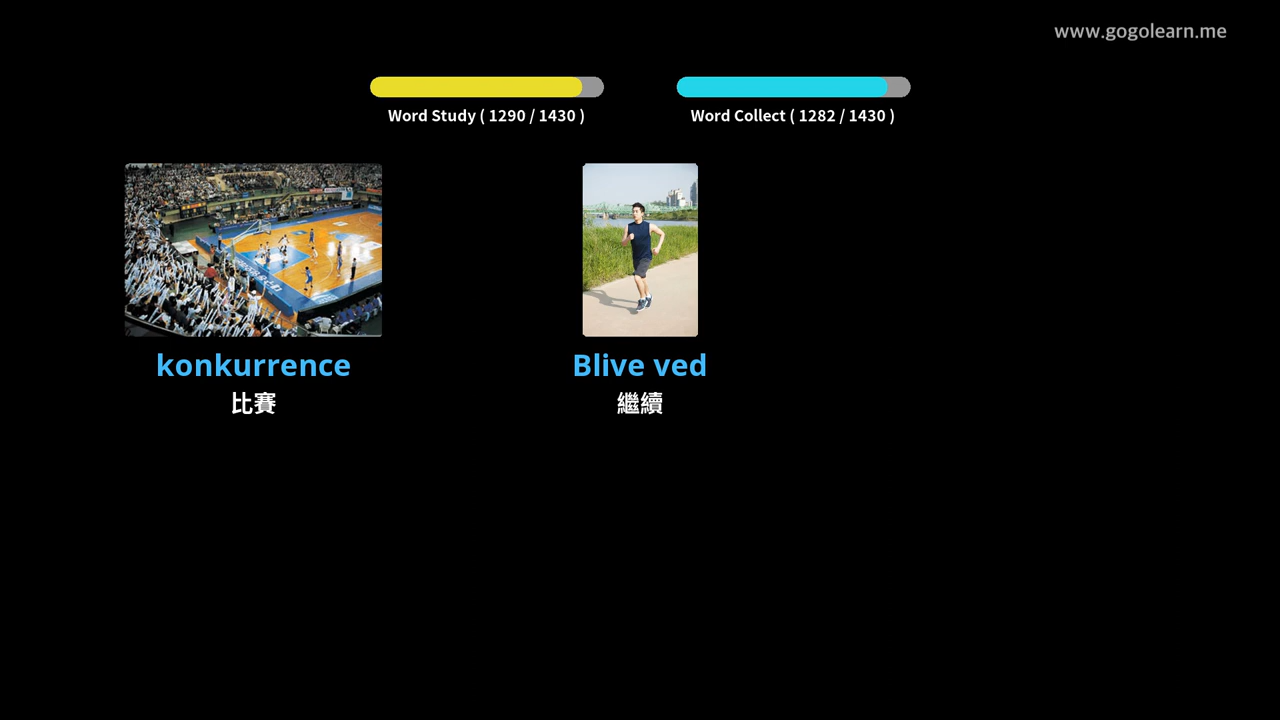 www.gogolearn.me
Word Study ( 1290 / 1430 )
Word Collect ( 1282 / 1430 )
konkurrence
比賽
Blive ved
繼續